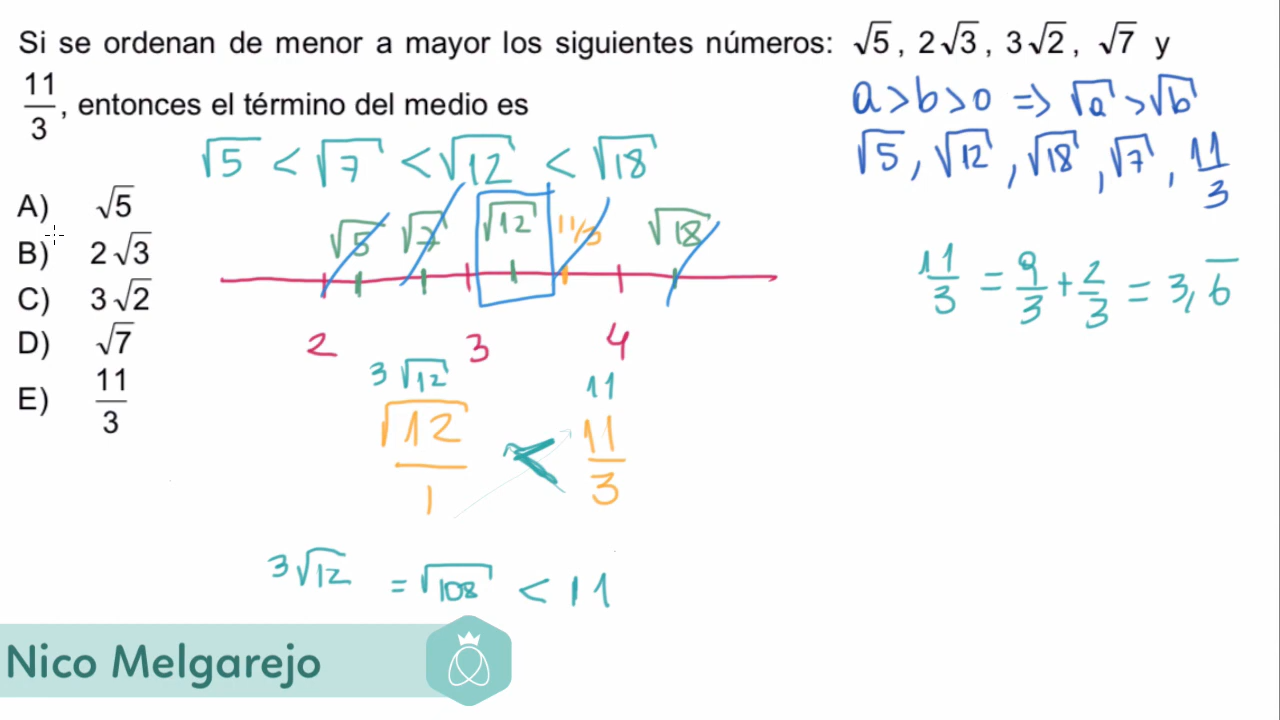 Si se ordenan de menor a mayor los siguientes números: √5, 2√3, 3√2, √7 y
11/3, entonces el término del medio es
a > b > 0 => √a > √b
√5, √12, √18, √7, 11/3
√5 < √7 < √12 < √18
A) √5
B) 2√3
C) 3√2
D) √7
E) 11/3
√5 √7 √12 11/3 √18
2 3 4
11/3 = 9/3 + 2/3 = 3,6̅
3√12 11
√12/1 < 11/3
3√12 = √108 < 11
Nico Melgarejo